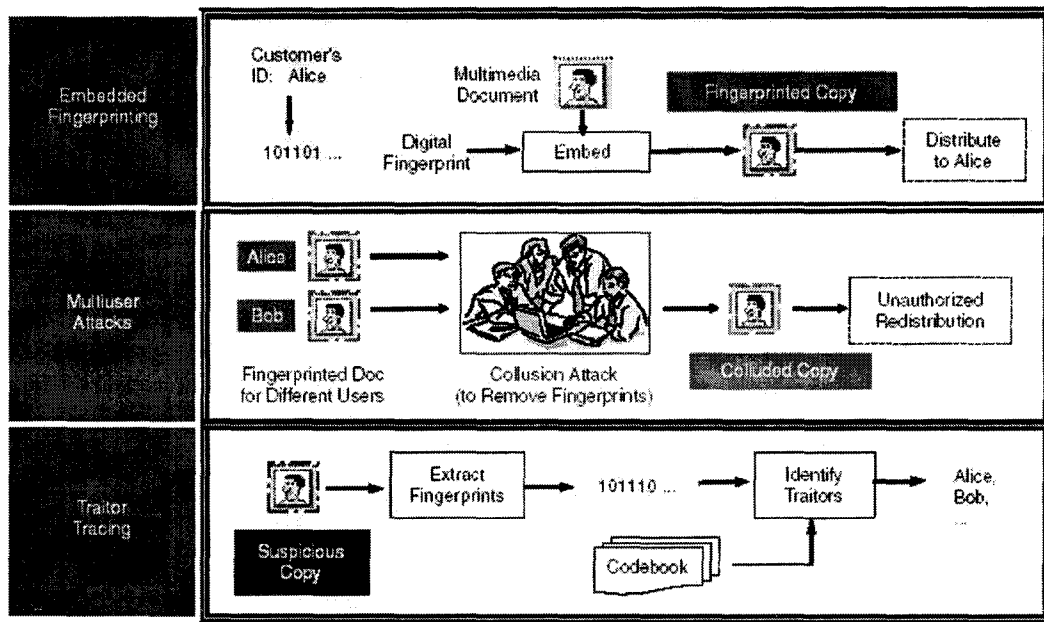 Embedded
Fingerprinting
Customer's
ID: Alice
101101 ...
Multimedia
Document
Digital
Fingerprint
Embed
Fingerprinted Copy
Distribute
to Alice
Multiuser
Attacks
Alice
Bob
Fingerprinted Doc
for Different Users
Collusion Attack
(to Remove Fingerprints)
Colluded Copy
Unauthorized
Redistribution
Traitor
Tracing
Suspicious
Copy
Extract
Fingerprints
101110 ...
Codebook
Identify
Traitors
Alice,
Bob,
...